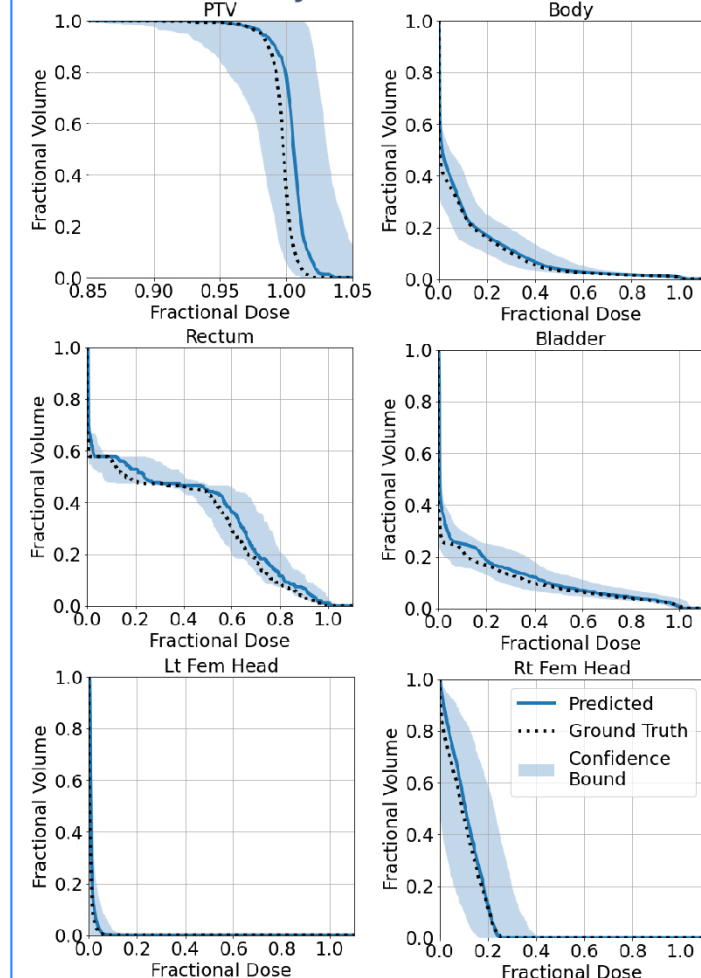 PTV
1.0
0.8
0.6
0.4
0.2
0.0
Fractional Volume
0.85 0.90 0.95 1.00 1.05
Fractional Dose
Body
1.0
0.8
0.6
0.4
0.2
0.0
Fractional Volume
0.0 0.2 0.4 0.6 0.8 1.0
Fractional Dose
Rectum
1.0
0.8
0.6
0.4
0.2
0.0
Fractional Volume
0.0 0.2 0.4 0.6 0.8 1.0
Fractional Dose
Bladder
1.0
0.8
0.6
0.4
0.2
0.0
Fractional Volume
0.0 0.2 0.4 0.6 0.8 1.0
Fractional Dose
Lt Fem Head
1.0
0.8
0.6
0.4
0.2
0.0
Fractional Volume
0.0 0.2 0.4 0.6 0.8 1.0
Fractional Dose
Rt Fem Head
1.0
0.8
0.6
0.4
0.2
0.0
Fractional Volume
Predicted
Ground Truth
Confidence
Bound
0.0 0.2 0.4 0.6 0.8 1.0
Fractional Dose